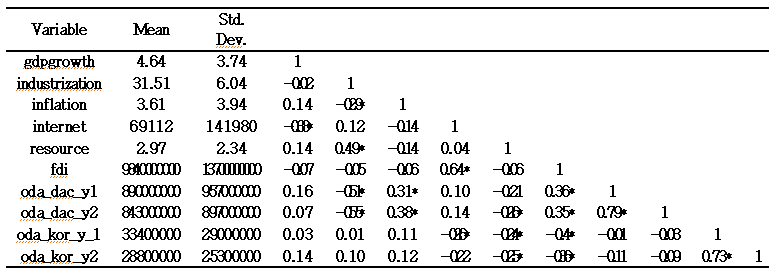 Variable Mean Std. Dev.
gdpgrowth 4.64 3.74 1
industrization 31.51 6.04 -0.02 1
inflation 3.61 3.94 0.14 -0.29* 1
internet 69112 141980 -0.38* 0.12 -0.14 1
resource 2.97 2.34 0.14 0.49* -0.14 0.04 1
fdi -0.07 -0.05 -0.06 0.64* -0.06 1
oda_dac_y1 890000000 957000000 0.16 -0.51* 0.31* 0.10 -0.21 0.36* 1
oda_dac_y2 843000000 897000000 0.07 -0.55* 0.38* 0.14 -0.26* 0.35* 0.79* 1
oda_kor_y_1 33400000 29000000 0.03 0.01 0.11 -0.26* -0.24* -0.4* -0.01 -0.03 1
oda_kor_y2 28800000 25300000 0.14 0.10 0.12 -0.22 -0.25* -0.36* -0.11 -0.09 0.73* 1